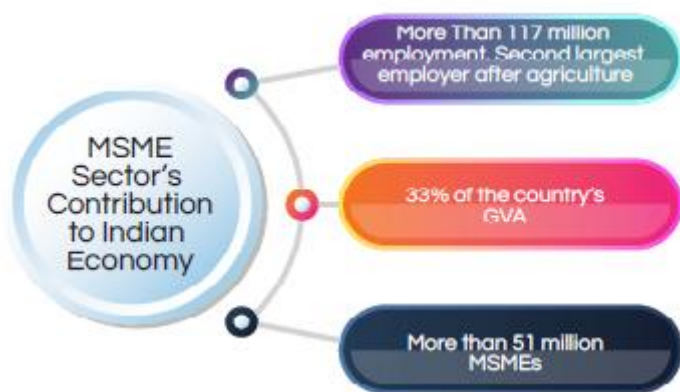 MSME
Sector's
Contribution
to Indian
Economy
More Than 117 million
employment. Second largest
employer after agriculture
33% of the country's
GVA
More than 51 million
MSMEs